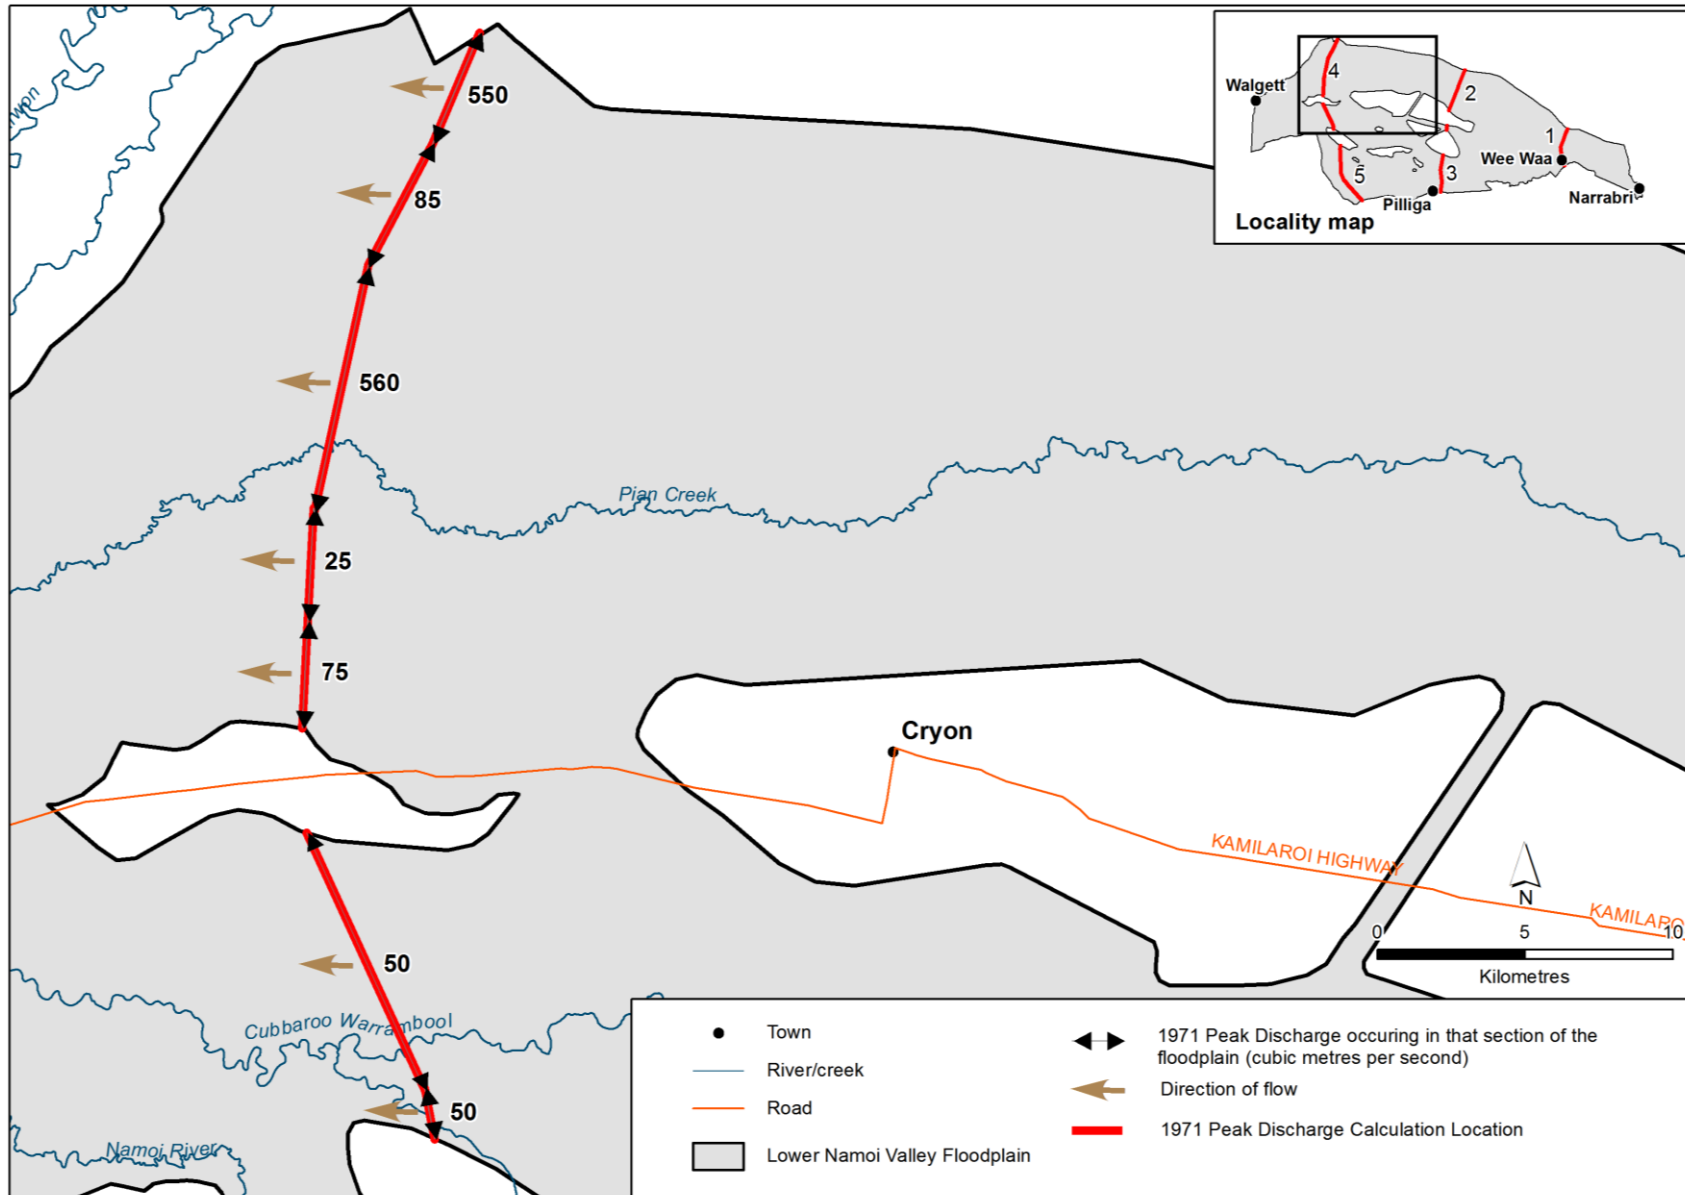 550
85
560
25
75
50
50
rwon
Pian Creek
Cryon
KAMILAROI HIGHWAY
KAMILARO
Cubbaroo Warrambool
Namoi River
Walgett
4
2
1
Wee Waa
5
3
Pilliga
Narrabri
Locality map
N
0 5 10
Kilometres
Town
River/creek
Road
Lower Namoi Valley Floodplain
1971 Peak Discharge occuring in that section of the
floodplain (cubic metres per second)
Direction of flow
1971 Peak Discharge Calculation Location